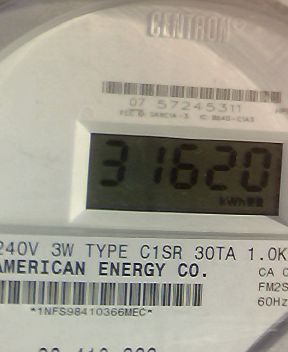 CENTRON®
07 57245311
31620
kWh
240V 3W TYPE C1SR 30TA 1.0K
AMERICAN ENERGY CO.
CA
FM2S
60Hz
*1NFS98410366MEC*